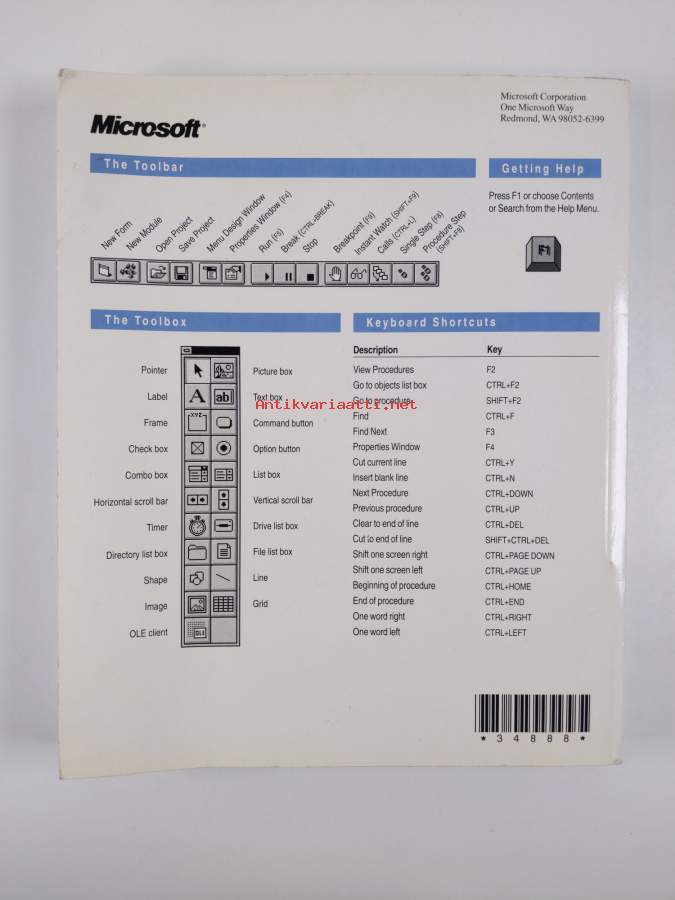 Microsoft Corporation
One Microsoft Way
Redmond, WA 98052-6399
Microsoft®
The Toolbar
Getting Help
New Form
New Module
Open Project
Save Project
Menu Design Window
Properties Window (F4)
Run (F5)
Break (CTRL+BREAK)
Stop
Breakpoint (F9)
Instant Watch (SHIFT+F9)
Calls (CTRL+L)
Single Step (F8)
Procedure Step
(SHIFT+F8)
Press F1 or choose Contents
or Search from the Help Menu.
F1
The Toolbox
Keyboard Shortcuts
Pointer
Picture box
Label
A
ab
Text box
Frame
XYZ
Command button
Check box
Option button
Combo box
List box
Horizontal scroll bar
Vertical scroll bar
Timer
Drive list box
Directory list box
File list box
Shape
Line
Image
Grid
OLE client
OLE
Description Key
View Procedures F2
Go to objects list box CTRL+F2
Go to procedure SHIFT+F2
Find CTRL+F
Find Next F3
Properties Window F4
Cut current line CTRL+Y
Insert blank line CTRL+N
Next Procedure CTRL+DOWN
Previous procedure CTRL+UP
Clear to end of line CTRL+DEL
Cut to end of line SHIFT+CTRL+DEL
Shift one screen right CTRL+PAGE DOWN
Shift one screen left CTRL+PAGE UP
Beginning of procedure CTRL+HOME
End of procedure CTRL+END
One word right CTRL+RIGHT
One word left CTRL+LEFT
Antikvariaatti.net
*34888*